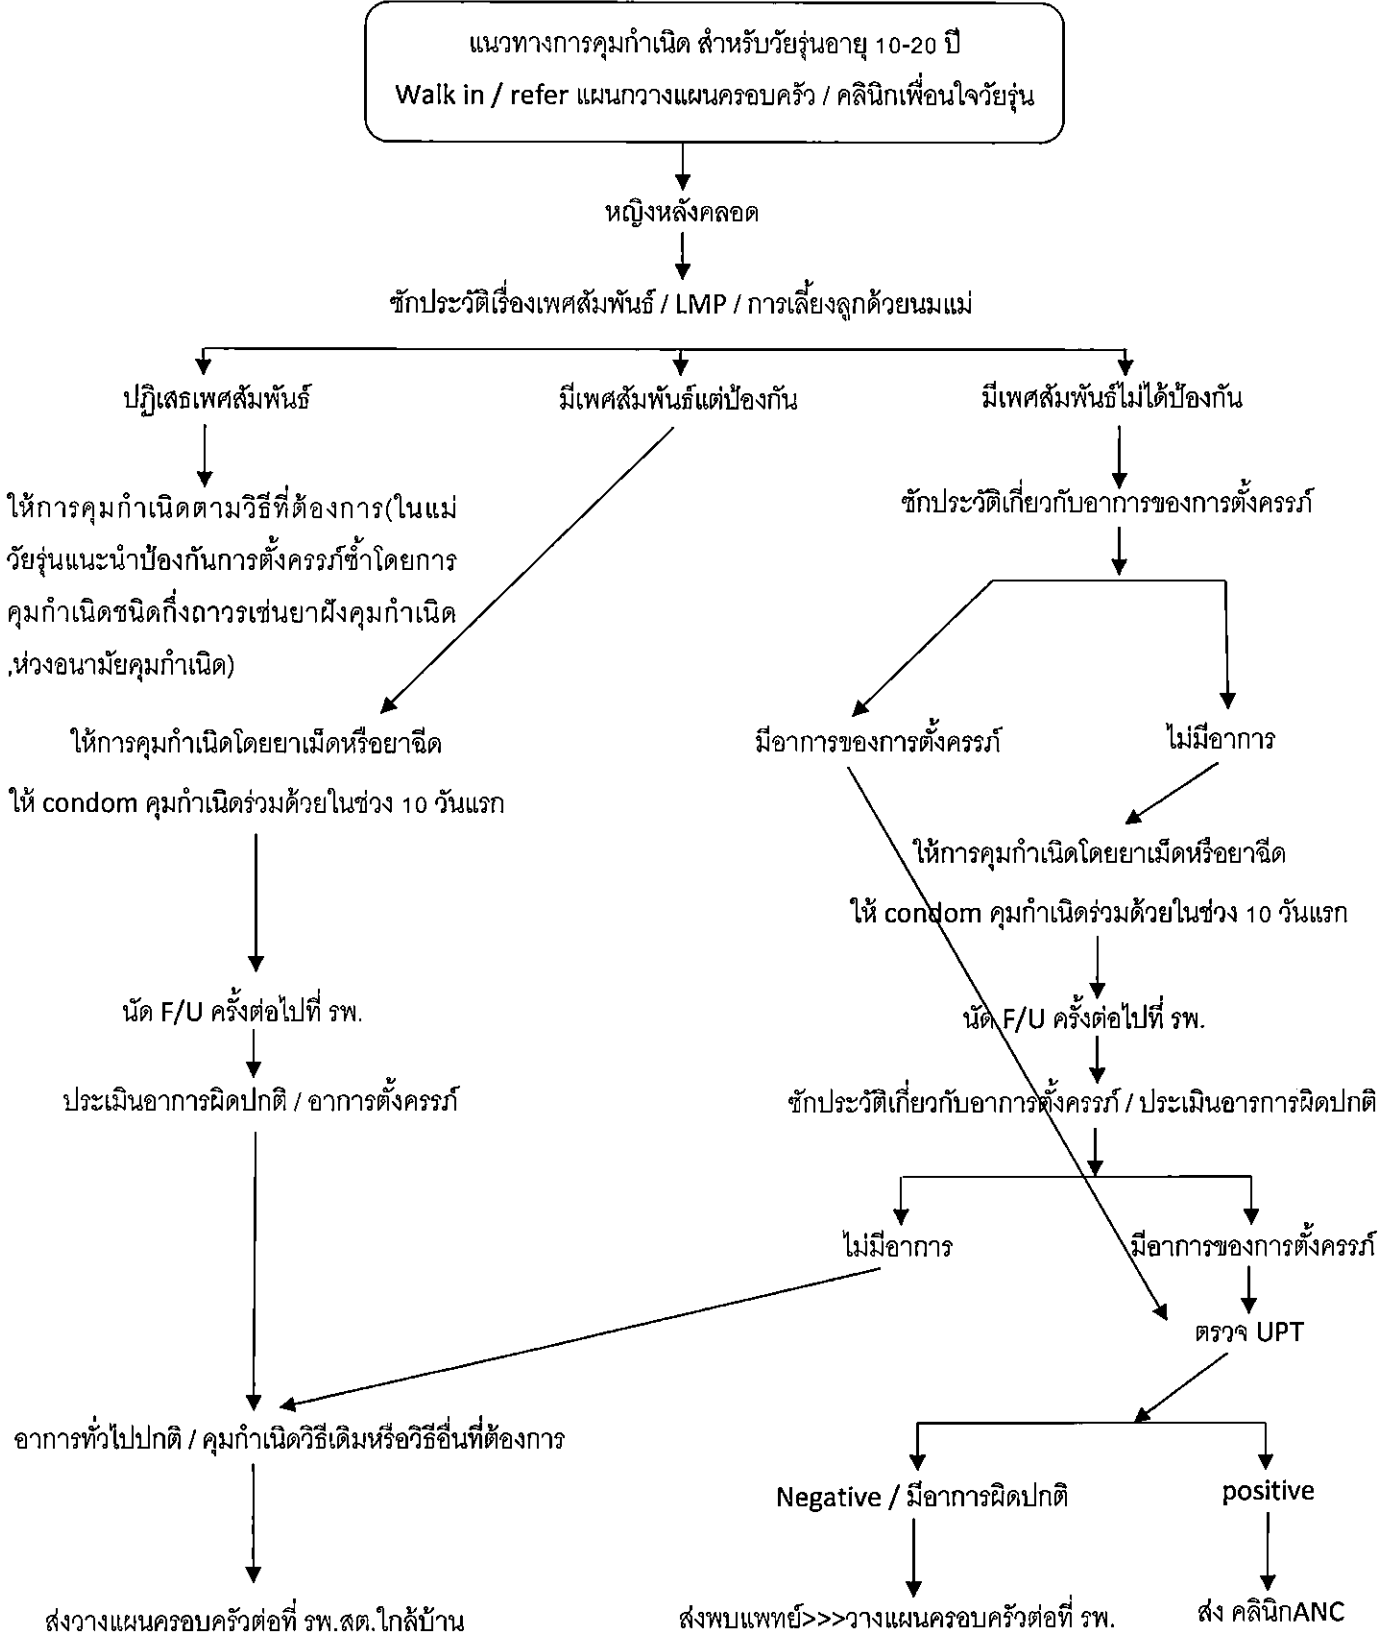 แนวทางการคุมกำเนิด สำหรับวัยรุ่นอายุ 10-20 ปี
Walk in / refer แผนกวางแผนครอบครัว / คลินิกเพื่อนใจวัยรุ่น
หญิงหลังคลอด
ซักประวัติเรื่องเพศสัมพันธ์ / LMP / การเลี้ยงลูกด้วยนมแม่
ปฏิเสธเพศสัมพันธ์
มีเพศสัมพันธ์แต่ป้องกัน
มีเพศสัมพันธ์ไม่ได้ป้องกัน
ให้การคุมกำเนิดตามวิธีที่ต้องการ(ในแม่
วัยรุ่นแนะนำป้องกันการตั้งครรภ์ซ้ำโดยการ
คุมกำเนิดชนิดกึ่งถาวรเช่นยาฝังคุมกำเนิด
,ห่วงอนามัยคุมกำเนิด)
ซักประวัติเกี่ยวกับอาการของการตั้งครรภ์
ให้การคุมกำเนิดโดยยาเม็ดหรือยาฉีด
ให้ condom คุมกำเนิดร่วมด้วยในช่วง 10 วันแรก
มีอาการของการตั้งครรภ์
ไม่มีอาการ
ให้การคุมกำเนิดโดยยาเม็ดหรือยาฉีด
ให้ condom คุมกำเนิดร่วมด้วยในช่วง 10 วันแรก
นัด F/U ครั้งต่อไปที่ รพ.
นัด F/U ครั้งต่อไปที่ รพ.
ประเมินอาการผิดปกติ / อาการตั้งครรภ์
ซักประวัติเกี่ยวกับอาการตั้งครรภ์ / ประเมินอารการผิดปกติ
ไม่มีอาการ
มีอาการของการตั้งครรภ์
ตรวจ UPT
อาการทั่วไปปกติ / คุมกำเนิดวิธีเดิมหรือวิธีอื่นที่ต้องการ
Negative / มีอาการผิดปกติ
positive
ส่งวางแผนครอบครัวต่อที่ รพ.สต.ใกล้บ้าน
ส่งพบแพทย์>>>วางแผนครอบครัวต่อที่ รพ.
ส่ง คลินิกANC